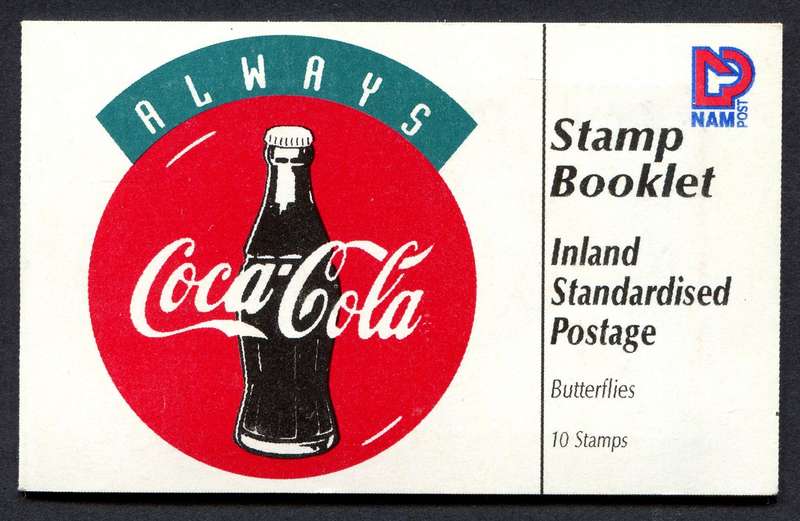 ALWAYS
Coca-Cola
NAM POST
Stamp
Booklet
Inland
Standardised
Postage
Butterflies
10 Stamps